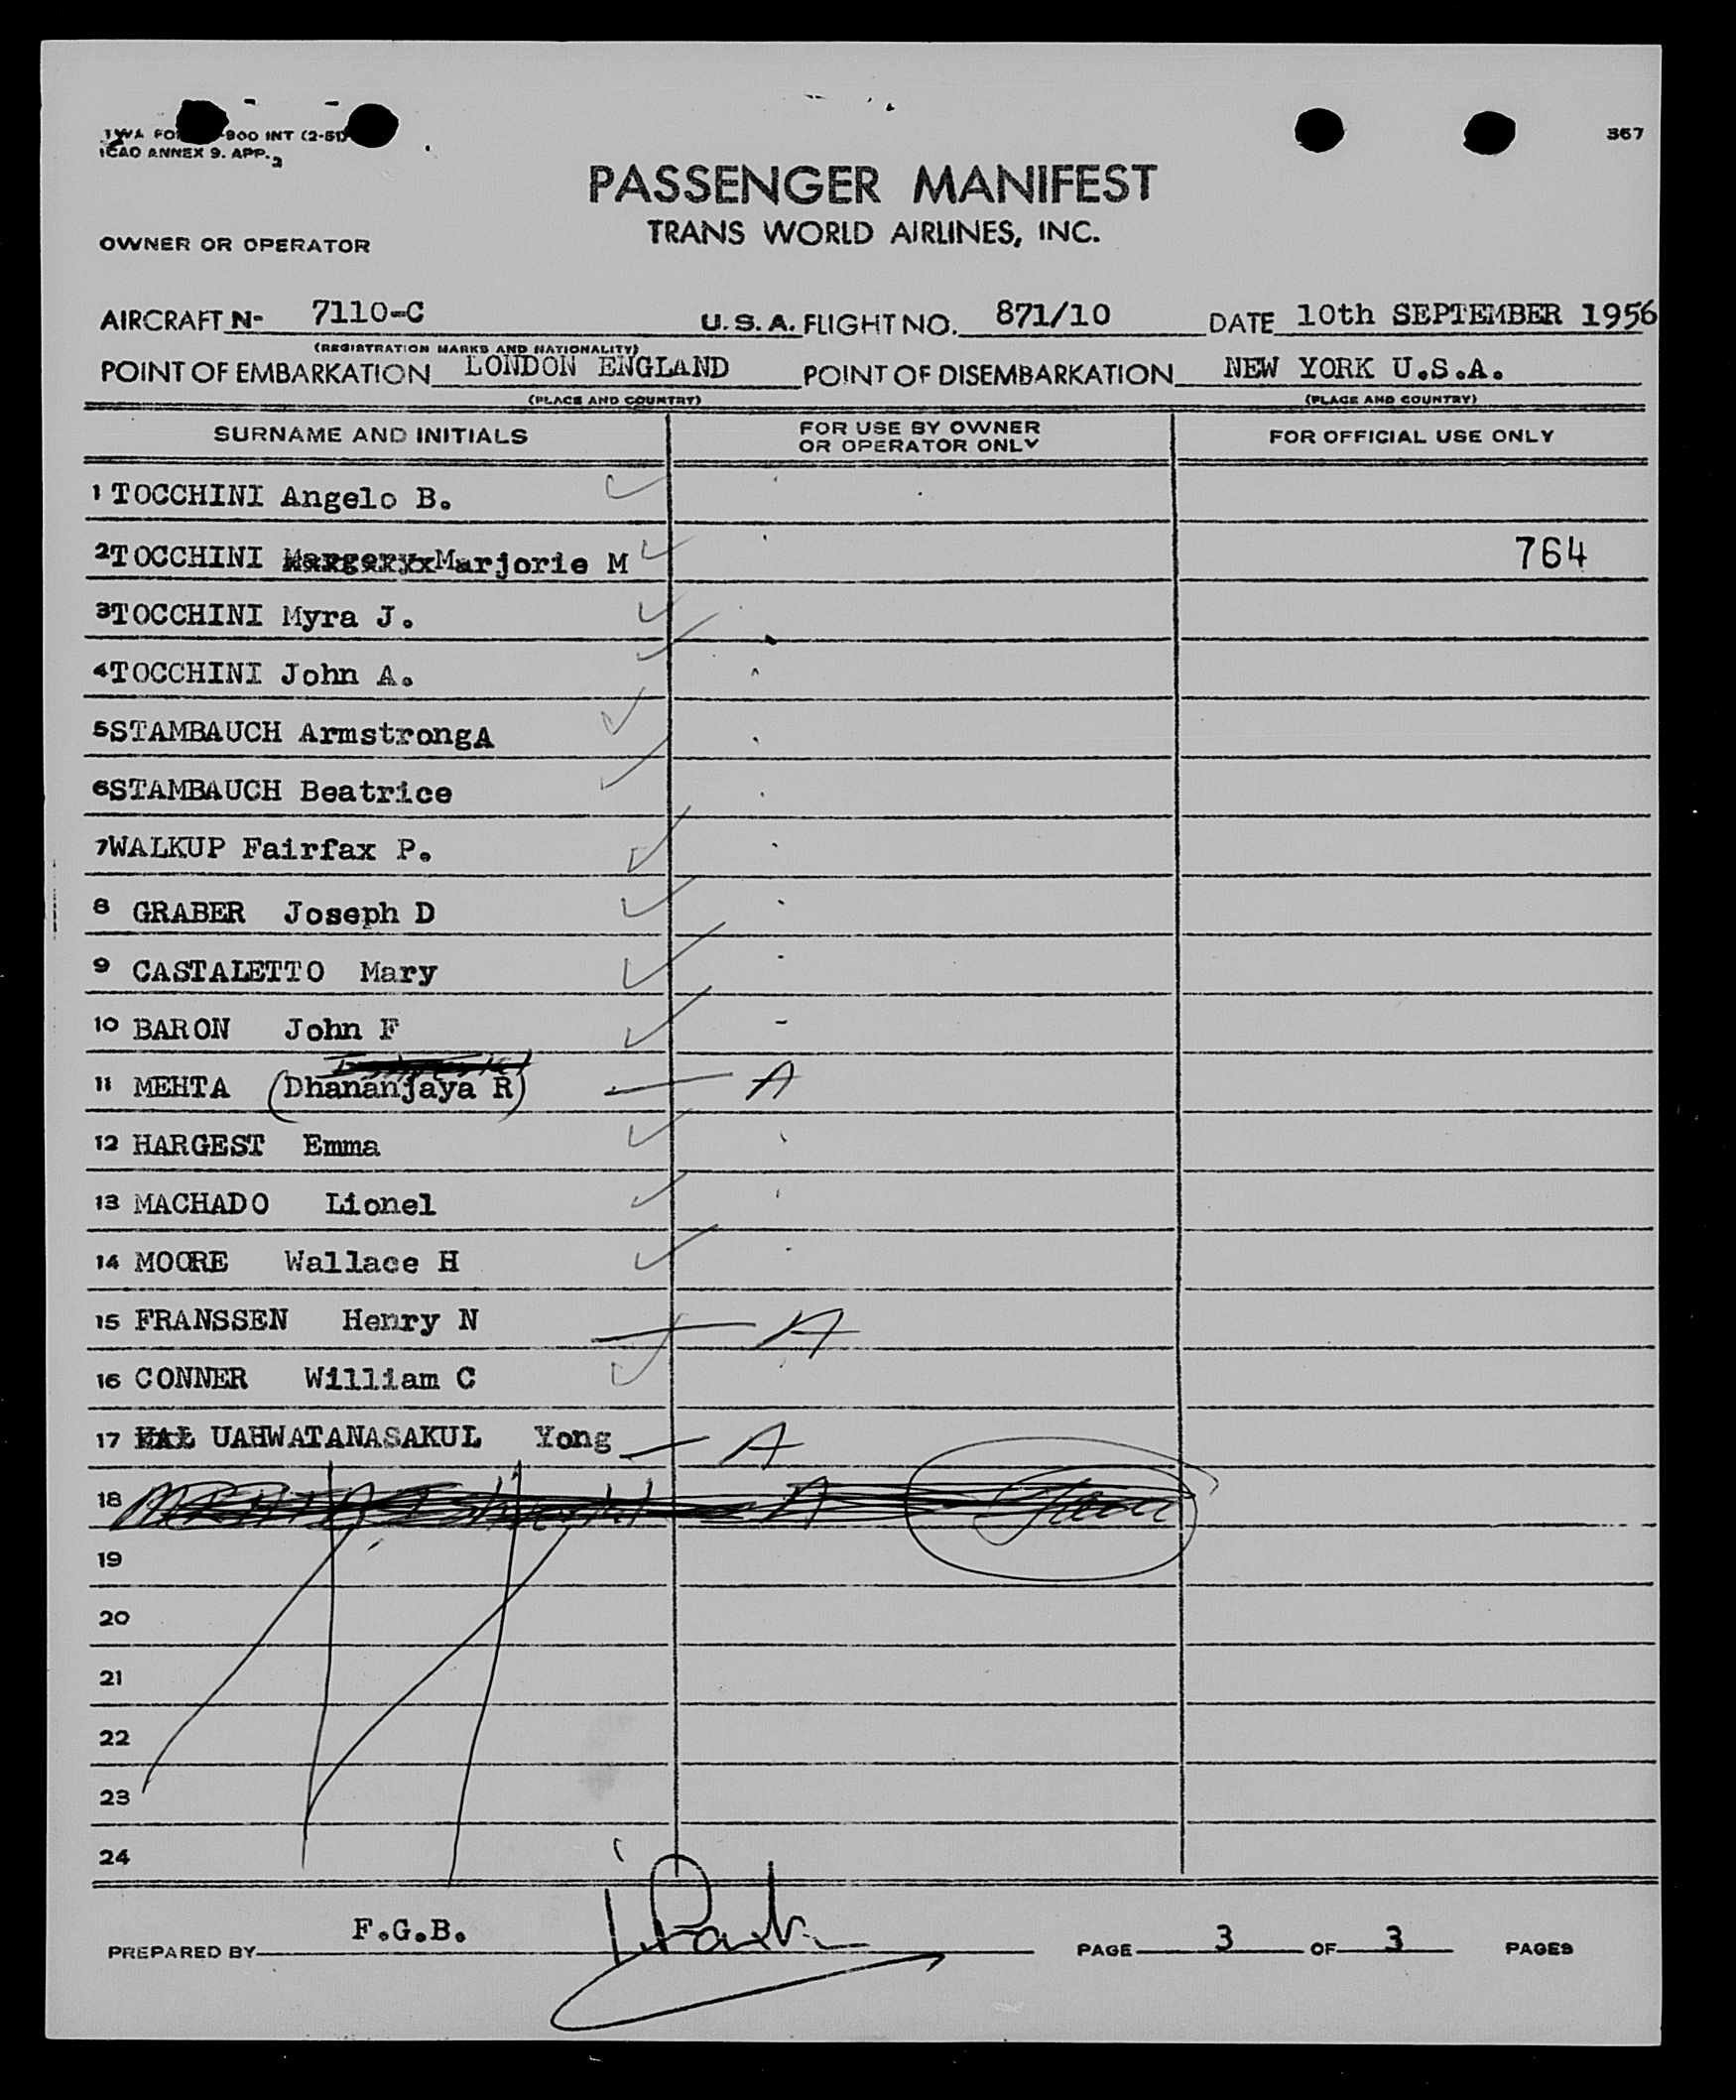 TWA FO -800 INT (2-51)
ICAO ANNEX 9. APP. 2
367
PASSENGER MANIFEST
TRANS WORLD AIRLINES, INC.
OWNER OR OPERATOR
AIRCRAFT N- 7110-C U.S.A. FLIGHT NO. 871/10 DATE 10th SEPTEMBER 1956
(REGISTRATION MARKS AND NATIONALITY)
POINT OF EMBARKATION LONDON ENGLAND POINT OF DISEMBARKATION NEW YORK U.S.A.
(PLACE AND COUNTRY) (PLACE AND COUNTRY)
SURNAME AND INITIALS FOR USE BY OWNER OR OPERATOR ONLY FOR OFFICIAL USE ONLY
1 TOCCHINI Angelo B.
2 TOCCHINI Margery Marjorie M 764
3 TOCCHINI Myra J.
4 TOCCHINI John A.
5 STAMBAUCH Armstrong A
6 STAMBAUCH Beatrice
7 WALKUP Fairfax P.
8 GRABER Joseph D
9 CASTALETTO Mary
10 BARON John F
11 MEHTA (Dhananjaya R) A
12 HARGEST Emma
13 MACHADO Lionel
14 MOORE Wallace H
15 FRANSSEN Henry N A
16 CONNER William C
17 UAHWATANASAKUL Yong A
18 MEHTA A
19
20
21
22
23
24
PREPARED BY F.G.B. PAGE 3 OF 3 PAGES